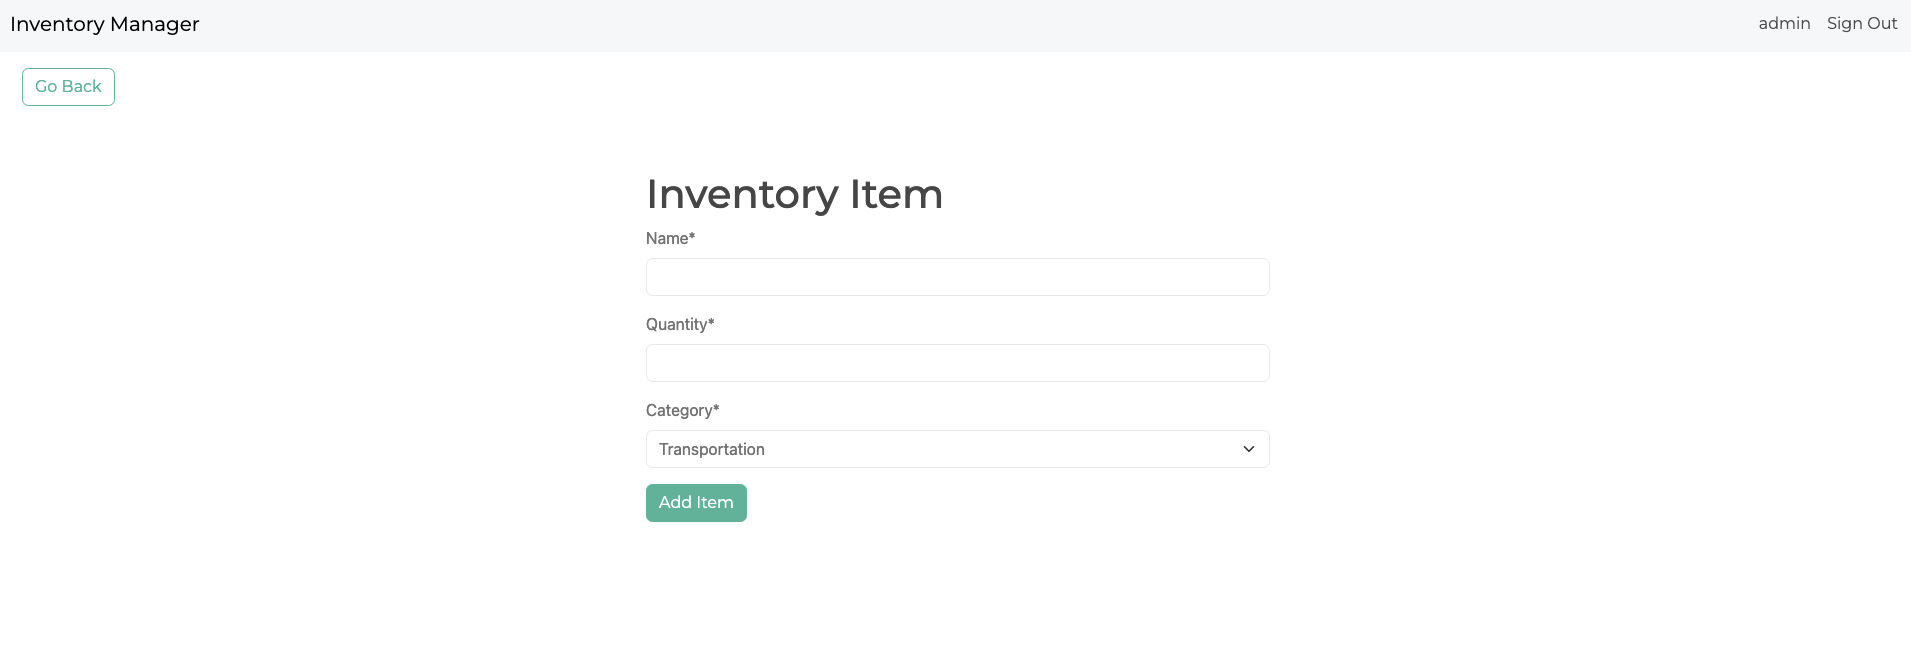 Inventory Manager
admin Sign Out
Go Back
Inventory Item
Name*
Quantity*
Category*
Transportation
Add Item